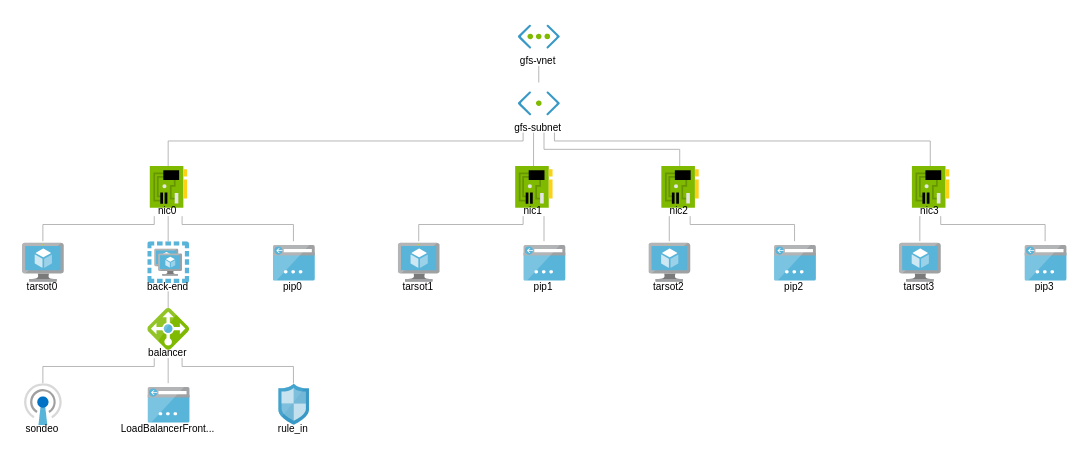 gfs-vnet
gfs-subnet
nic0
nic1
nic2
nic3
tarsot0
back-end
pip0
tarsot1
pip1
tarsot2
pip2
tarsot3
pip3
balancer
sondeo
LoadBalancerFront...
rule_in